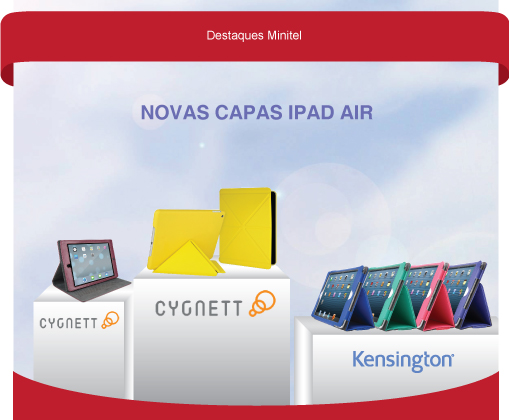 Destaques Minitel
NOVAS CAPAS IPAD AIR
CYGNETT
CYGNETT
Kensington